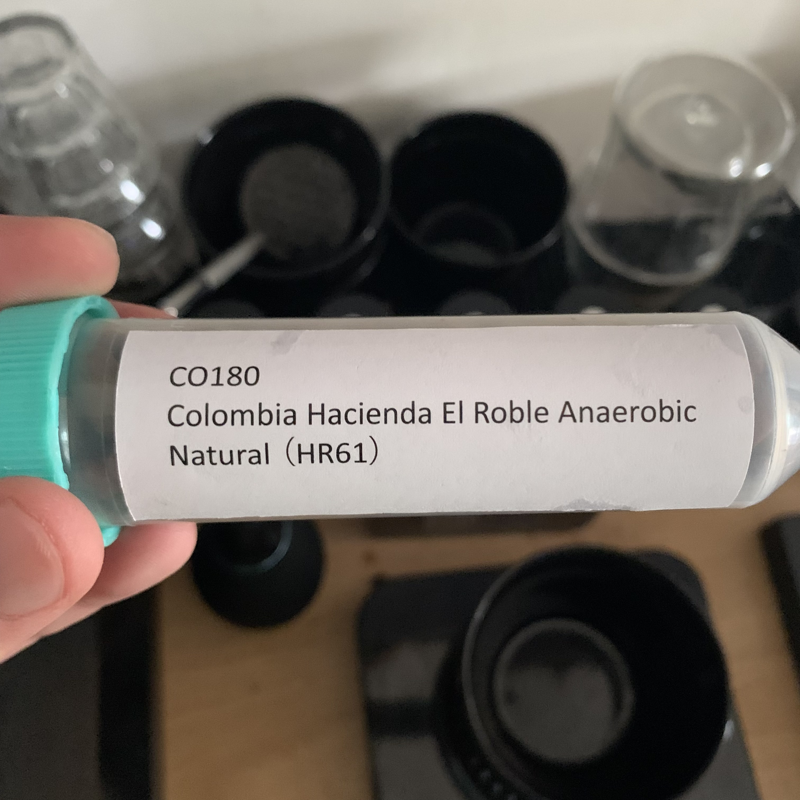 CO180
Colombia Hacienda El Roble Anaerobic
Natural（HR61）